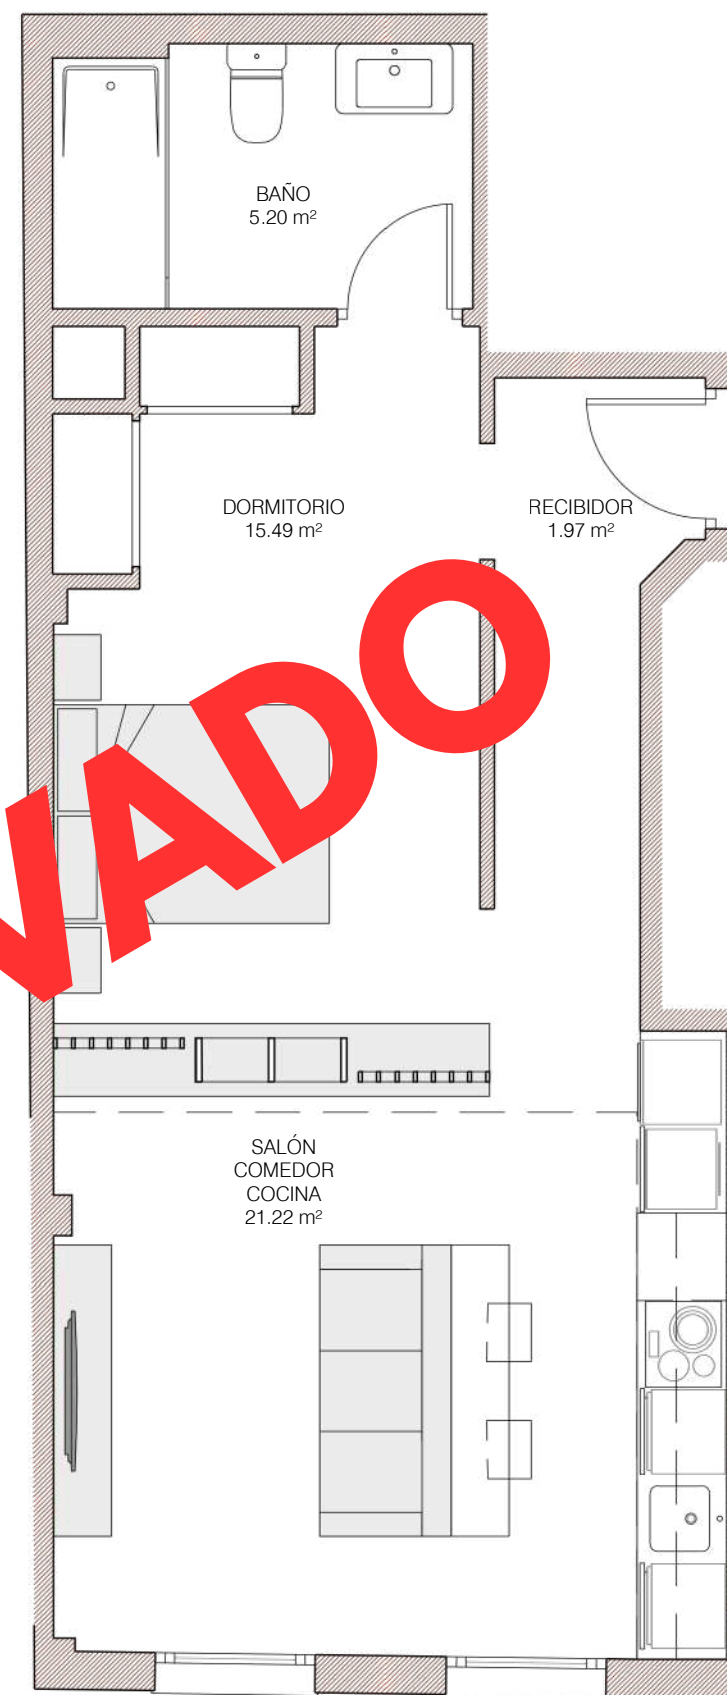 BAÑO
5.20 m²
DORMITORIO
15.49 m²
RECIBIDOR
1.97 m²
VADO
SALÓN
COMEDOR
COCINA
21.22 m²